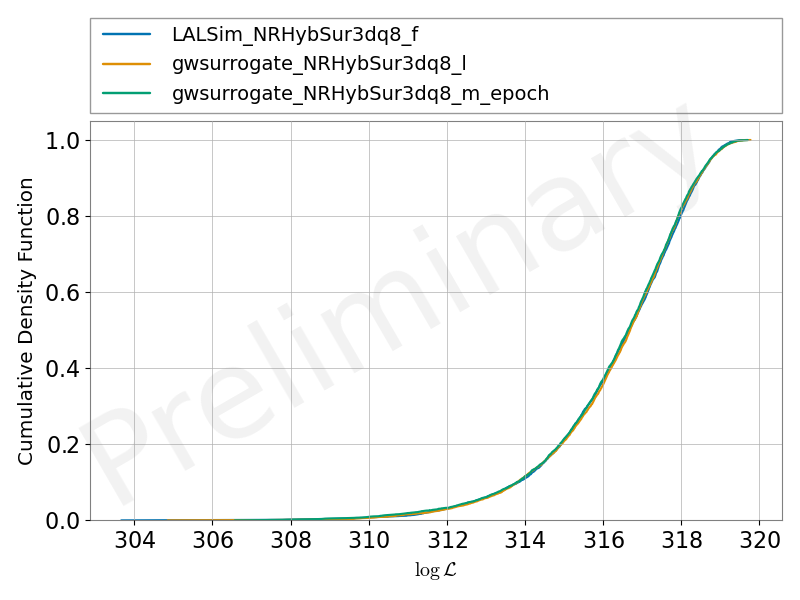 LALSim_NRHybSur3dq8_f
gwsurrogate_NRHybSur3dq8_l
gwsurrogate_NRHybSur3dq8_m_epoch
Preliminary
Cumulative Density Function
1.0
0.8
0.6
0.4
0.2
0.0
304 306 308 310 312 314 316 318 320
log ℒ